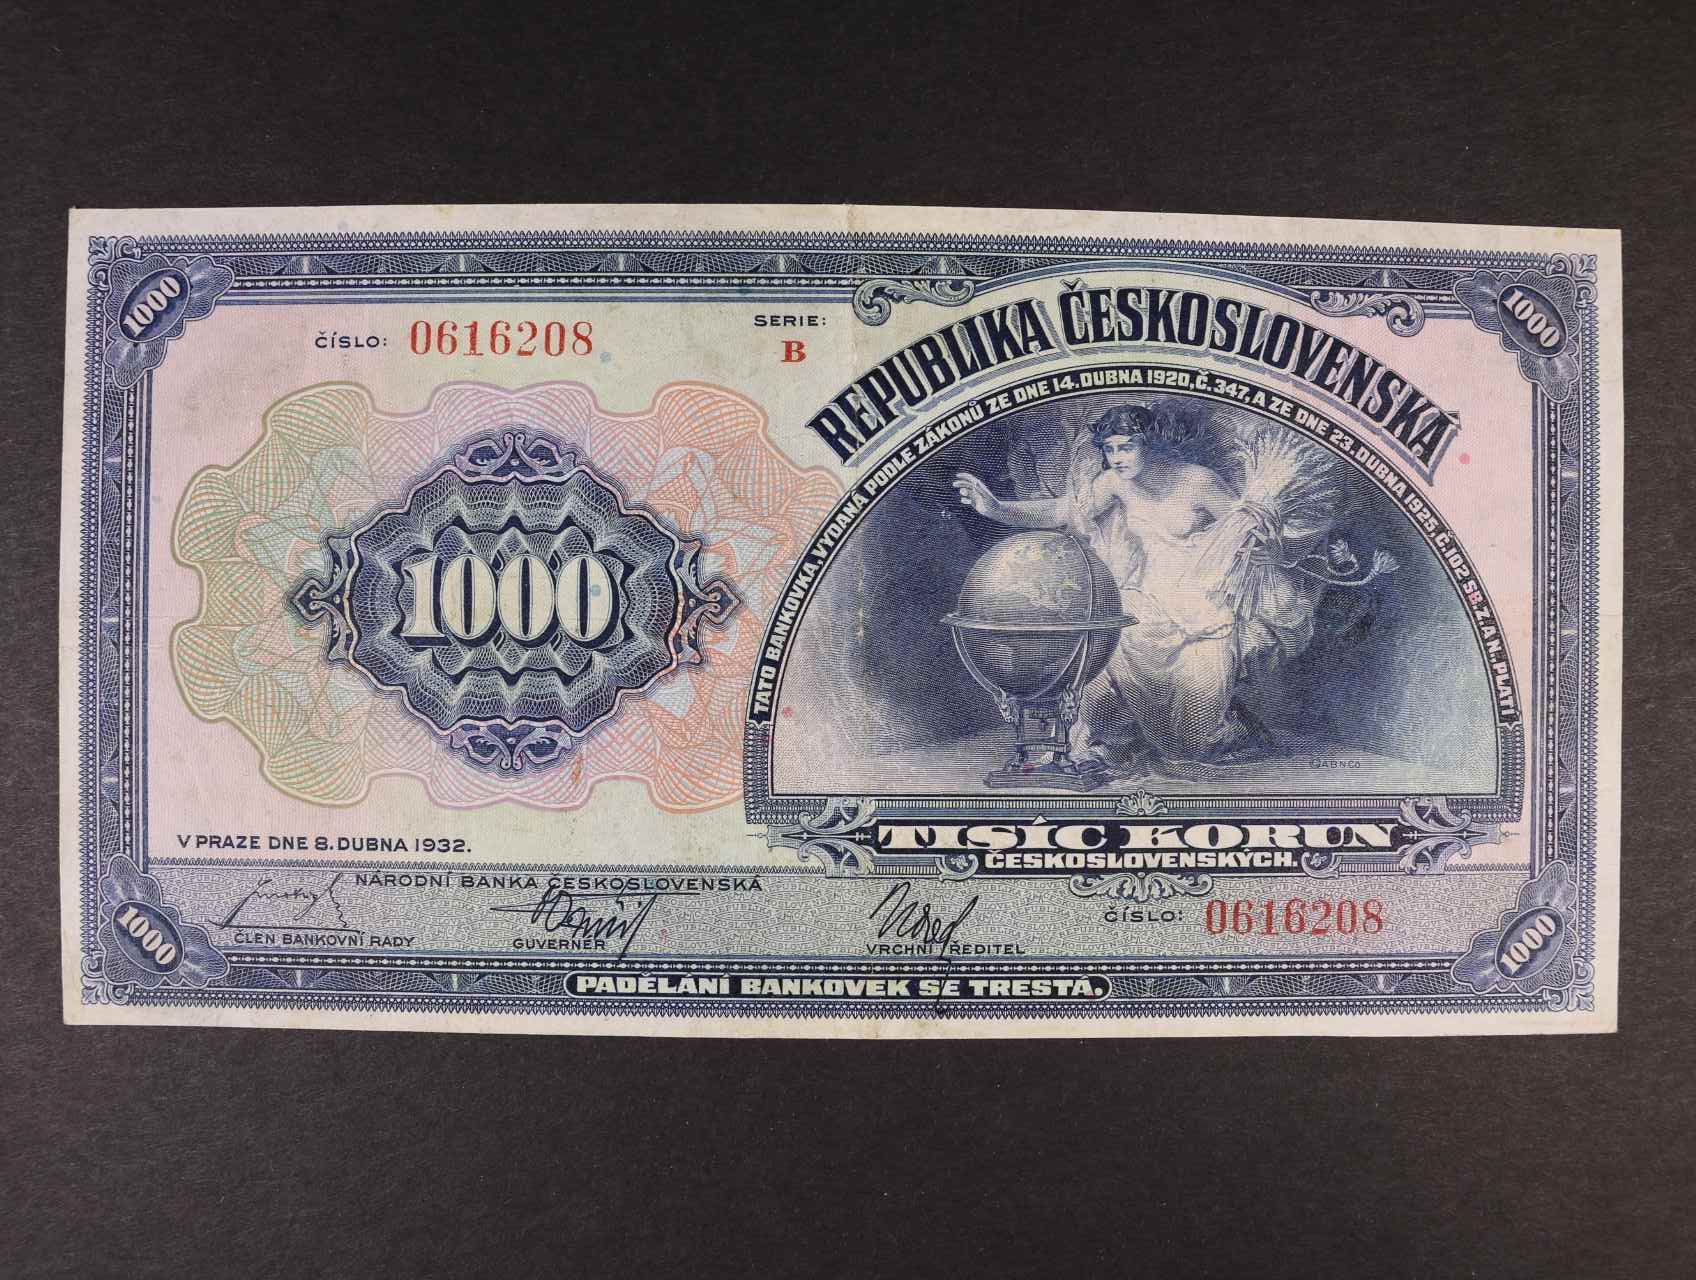 1000
1000
ČÍSLO: 0616208
SERIE:
B
REPUBLIKA ČESKOSLOVENSKÁ
TATO BANKOVKA, VYDANÁ PODLE ZÁKONŮ ZE DNE 14. DUBNA 1920, Č. 347, A ZE DNE 23. DUBNA 1925, Č. 102 SB. Z. A N., PLATÍ
1000
©ABNCO
TISÍC KORUN
ČESKOSLOVENSKÝCH.
V PRAZE DNE 8. DUBNA 1932.
NÁRODNÍ BANKA ČESKOSLOVENSKÁ
ČLEN BANKOVNÍ RADY
GUVERNÉR
VRCHNÍ ŘEDITEL
ČÍSLO: 0616208
1000
1000
PADĚLÁNÍ BANKOVEK SE TRESTÁ.